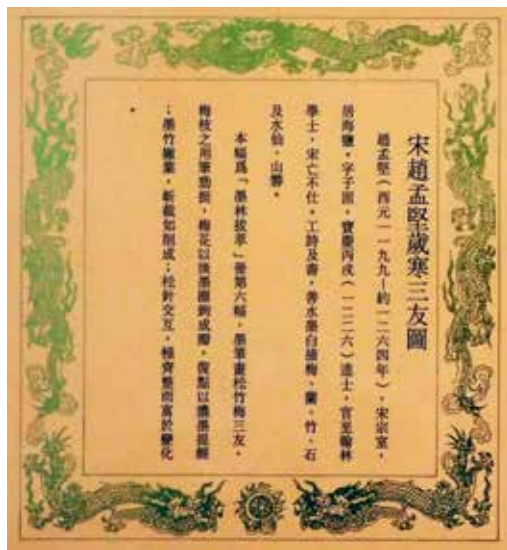 宋趙孟堅歲寒三友圖
趙孟堅（西元一一九九－約一二六四年），宋宗室。
居海鹽。字子固。寶慶丙戌（一二二六）進士，官至翰林
學士，宋亡不仕。工詩及書，善水墨白描梅、蘭、竹、石
及水仙、山礬。
本幅為「墨林拔萃」冊第六幅，墨筆畫松竹梅三友。
梅枝之用筆勁挺，梅花以淡墨圈鉤成瓣，復點以濃墨
；墨竹撇葉，斬截如削成；松針交互，極齊整而富於變化
。